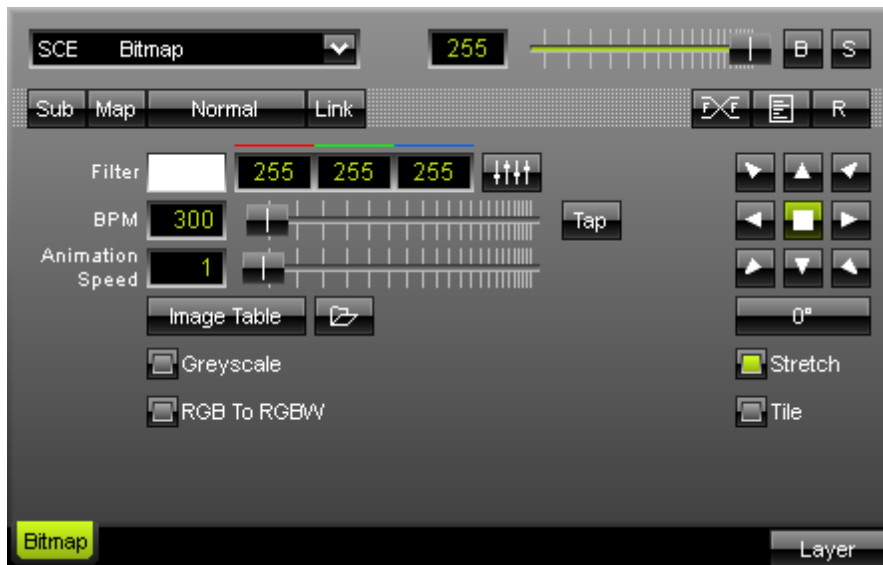 SCE Bitmap 255 B S
Sub Map Normal Link R
Filter 255 255 255
BPM 300 Tap
Animation
Speed 1
Image Table 0°
Greyscale Stretch
RGB To RGBW Tile
Bitmap Layer